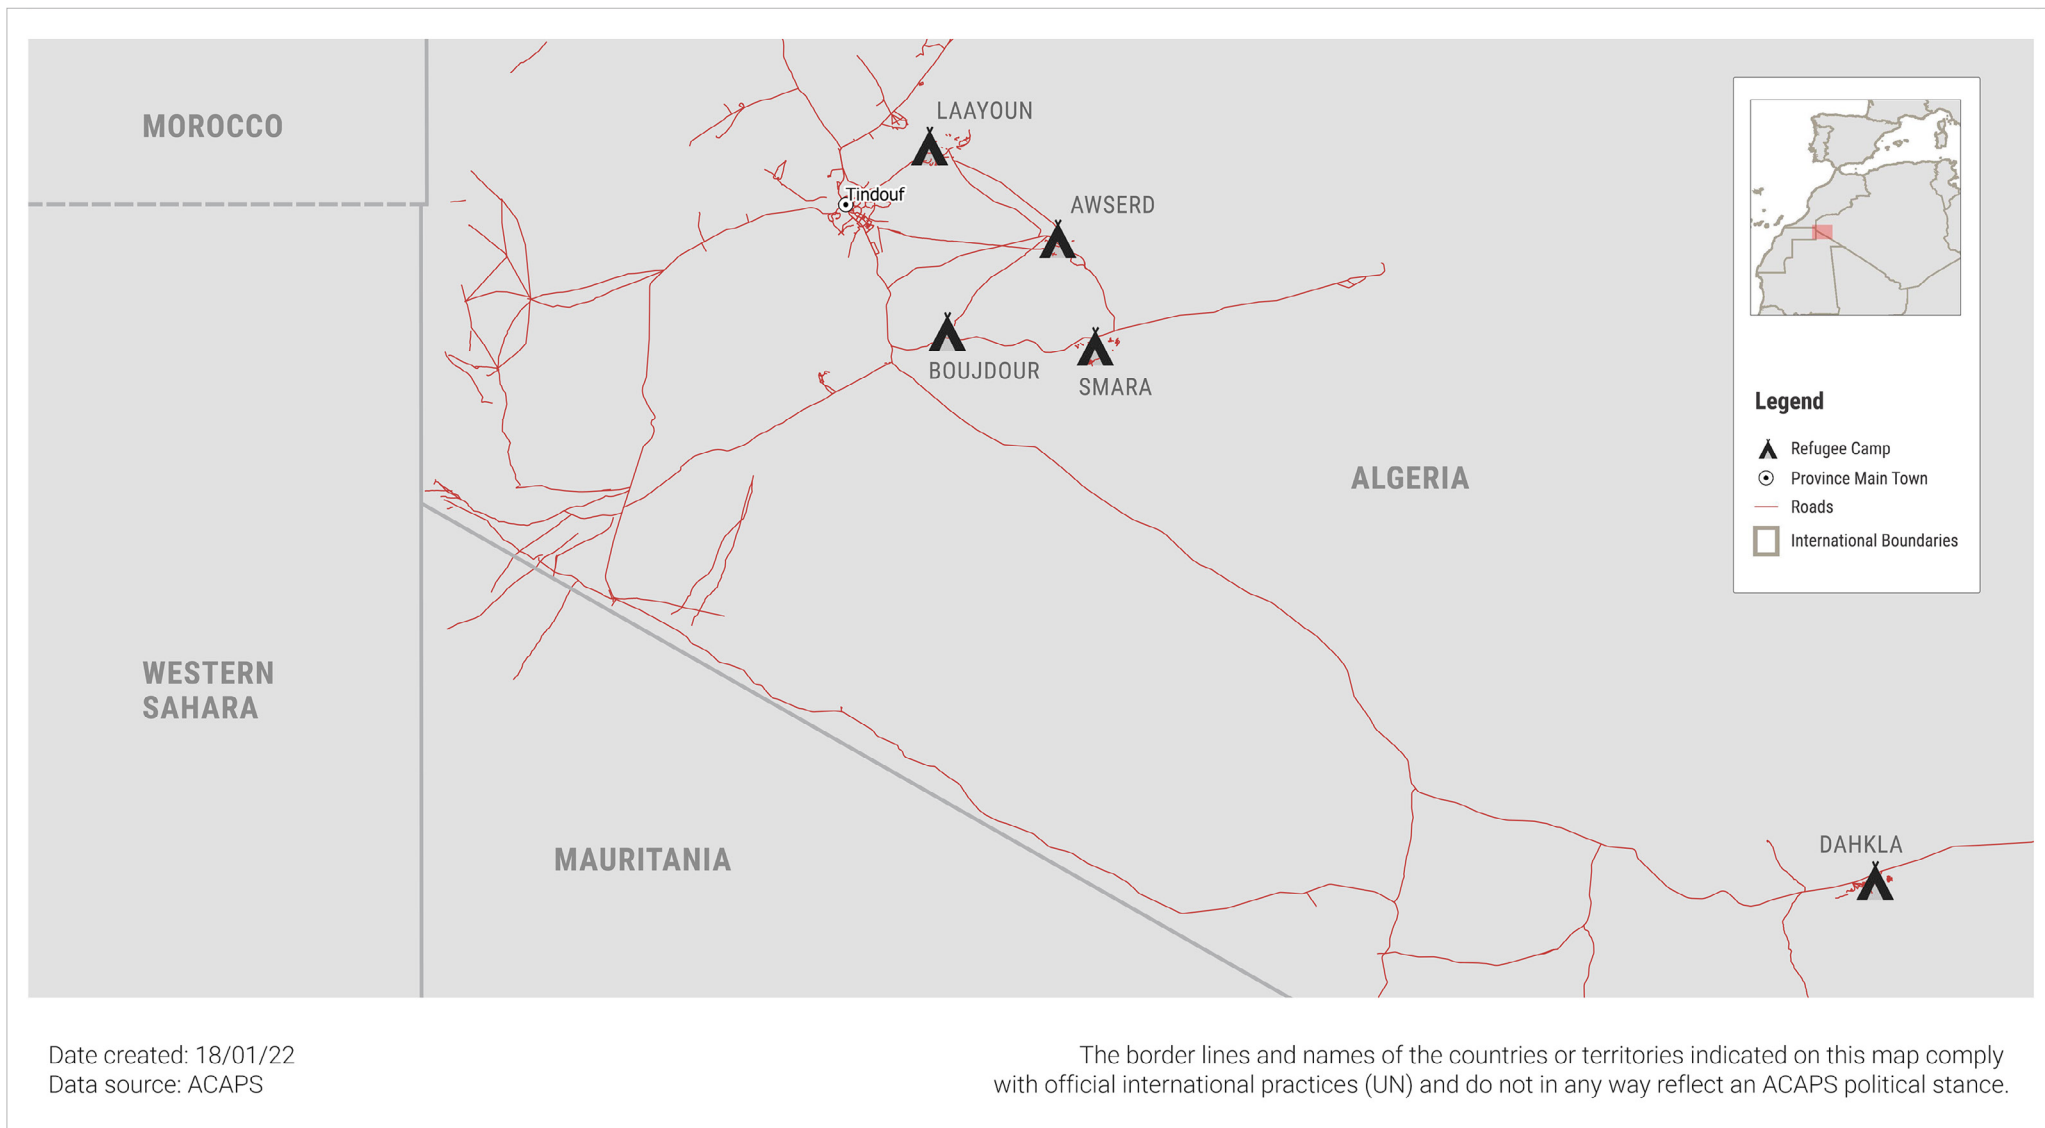 MOROCCO
LAAYOUN
Tindouf
AWSERD
BOUJDOUR
SMARA
ALGERIA
WESTERN
SAHARA
MAURITANIA
DAHKLA
Legend
Refugee Camp
Province Main Town
Roads
International Boundaries
Date created: 18/01/22
Data source: ACAPS
The border lines and names of the countries or territories indicated on this map comply
with official international practices (UN) and do not in any way reflect an ACAPS political stance.